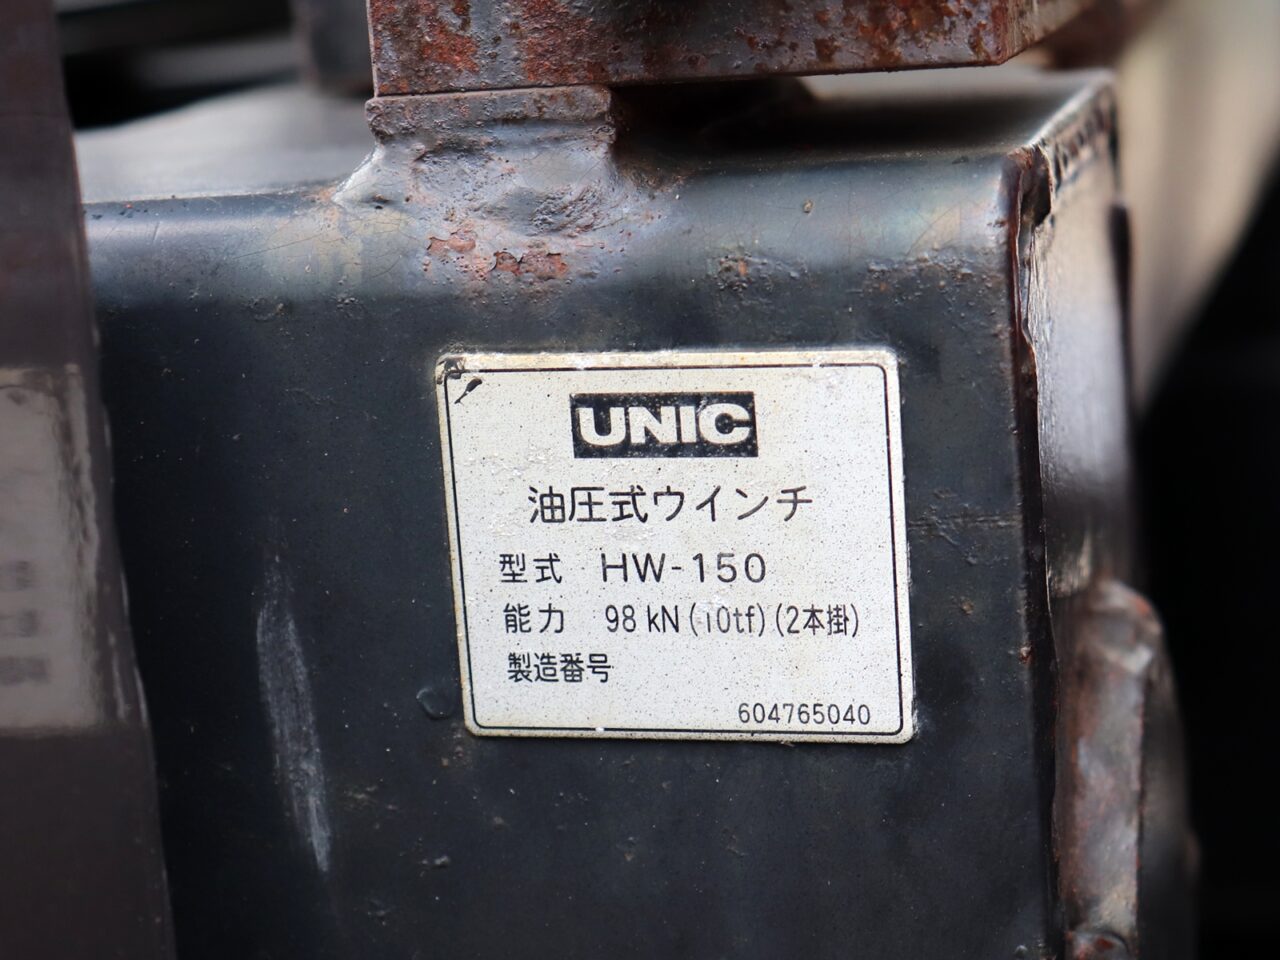 UNIC
油圧式ウインチ
型式 HW-150
能力 98 kN (10tf) (2本掛)
製造番号
604765040